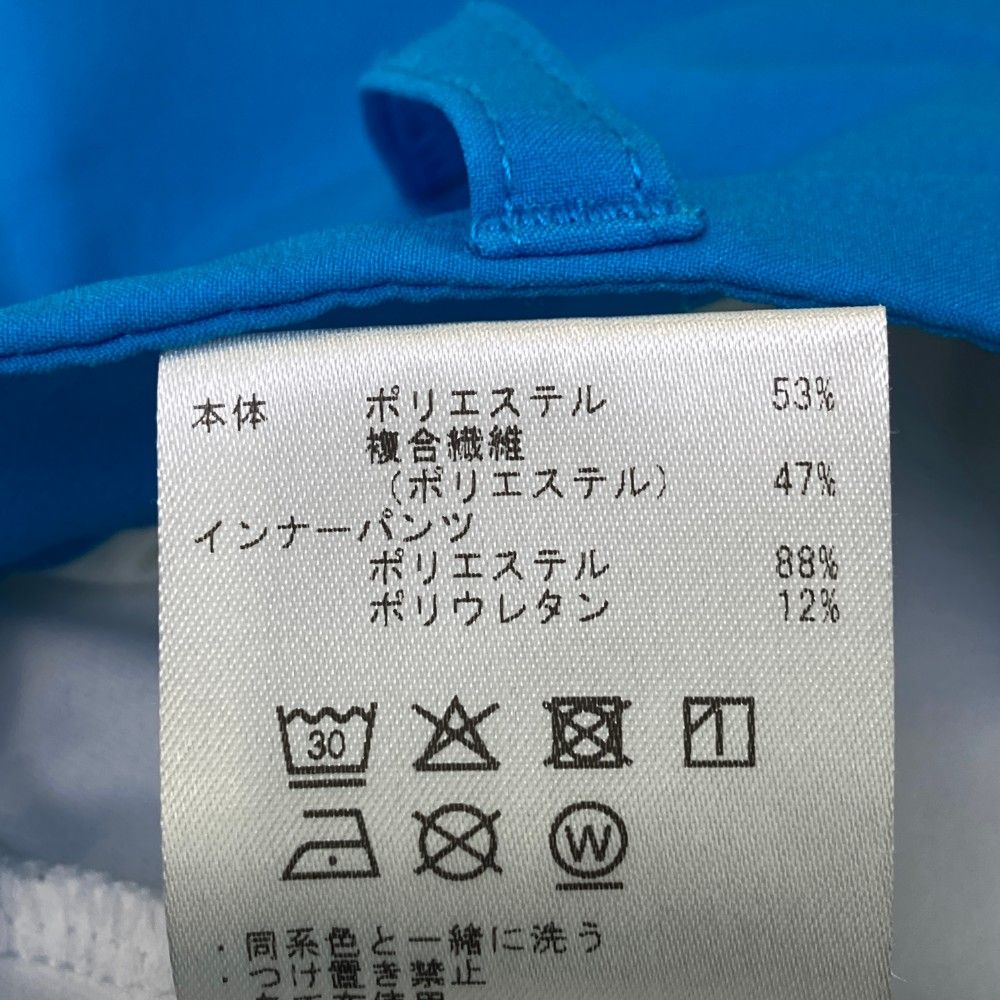 本体 ポリエステル 53%
複合繊維
(ポリエステル) 47%
インナーパンツ
ポリエステル 88%
ポリウレタン 12%
30
W
・同系色と一緒に洗う
・つけ置き禁止